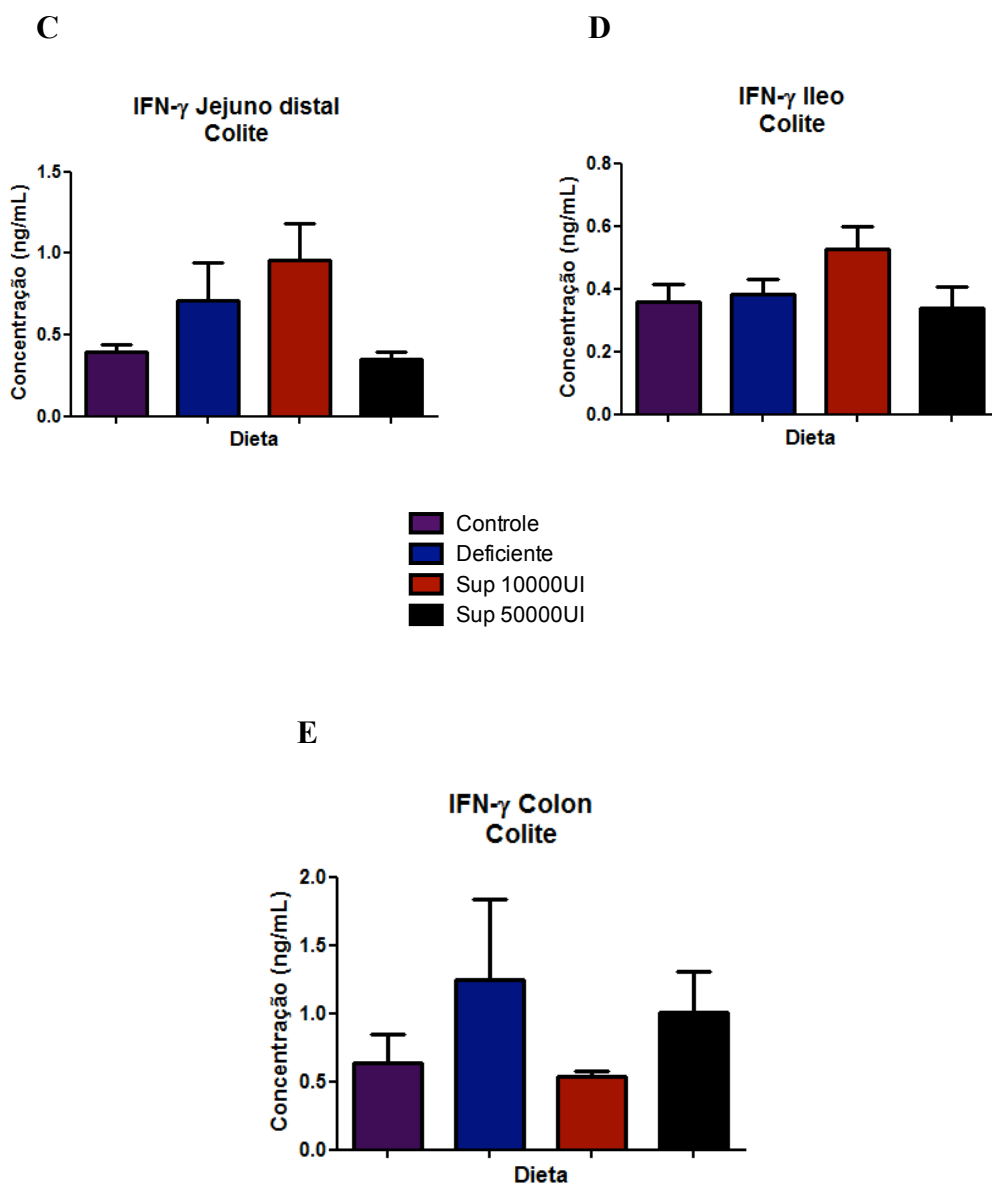 C
D
IFN-γ Jejuno distal
Colite
Concentração (ng/mL)
1.5
1.0
0.5
0.0
Dieta
IFN-γ Ileo
Colite
Concentração (ng/mL)
0.8
0.6
0.4
0.2
0.0
Dieta
Controle
Deficiente
Sup 10000UI
Sup 50000UI
E
IFN-γ Colon
Colite
Concentração (ng/mL)
2.0
1.5
1.0
0.5
0.0
Dieta